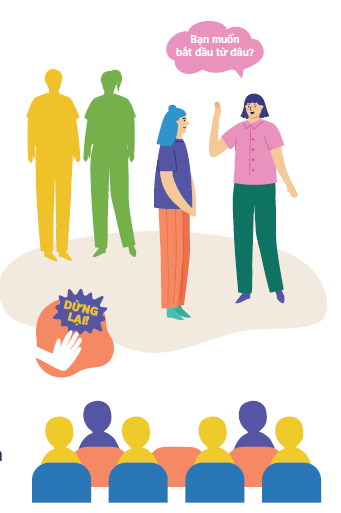 Bạn muốn
bắt đầu từ đâu?
DỪNG
LẠI!